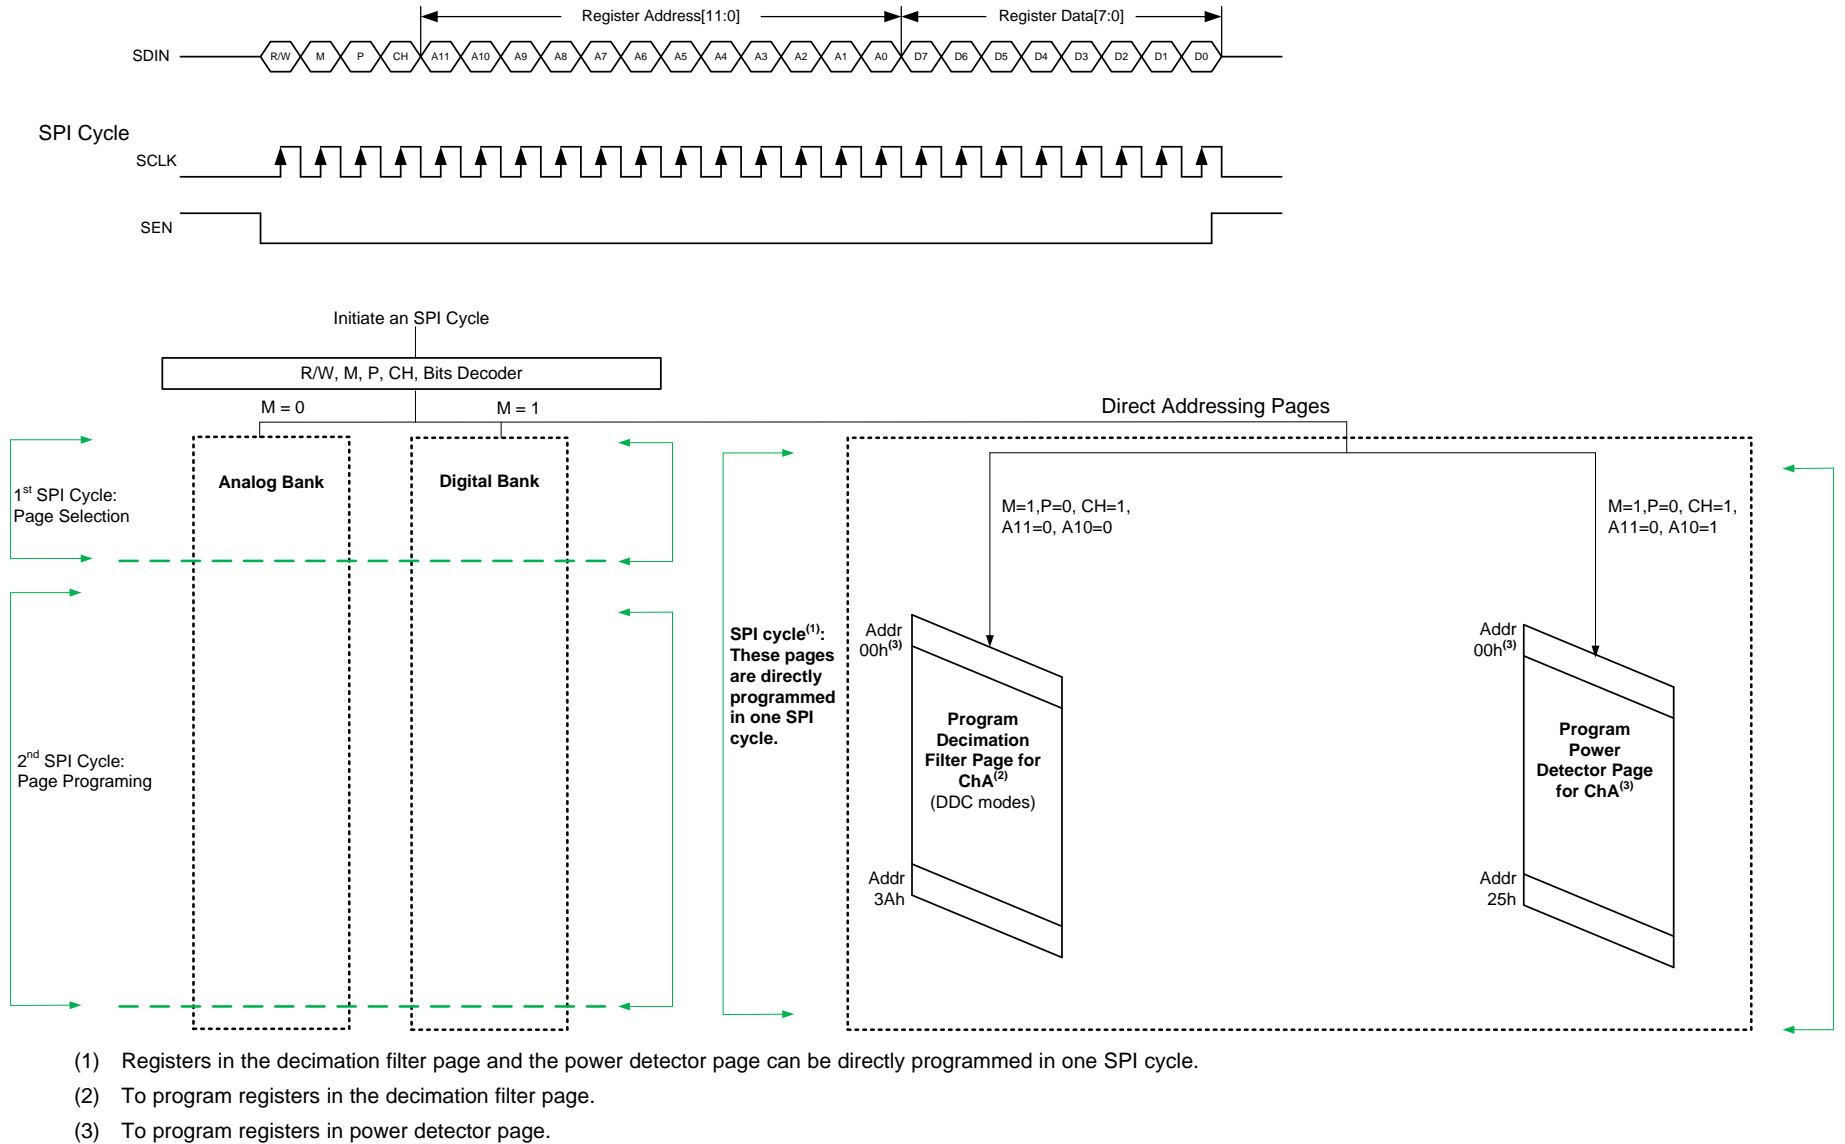 Register Address[11:0] Register Data[7:0]
SDIN R/W M P CH A11 A10 A9 A8 A7 A6 A5 A4 A3 A2 A1 A0 D7 D6 D5 D4 D3 D2 D1 D0
SPI Cycle
SCLK
SEN
Initiate an SPI Cycle
R/W, M, P, CH, Bits Decoder
M = 0 M = 1
Direct Addressing Pages
Analog Bank
Digital Bank
1st SPI Cycle:
Page Selection
2nd SPI Cycle:
Page Programing
M=1,P=0, CH=1,
A11=0, A10=0
M=1,P=0, CH=1,
A11=0, A10=1
SPI cycle(1):
These pages
are directly
programmed
in one SPI
cycle.
Addr
00h(3)
Program
Decimation
Filter Page for
ChA(2)
(DDC modes)
Addr
3Ah
Addr
00h(3)
Program
Power
Detector Page
for ChA(3)
Addr
25h
(1) Registers in the decimation filter page and the power detector page can be directly programmed in one SPI cycle.
(2) To program registers in the decimation filter page.
(3) To program registers in power detector page.